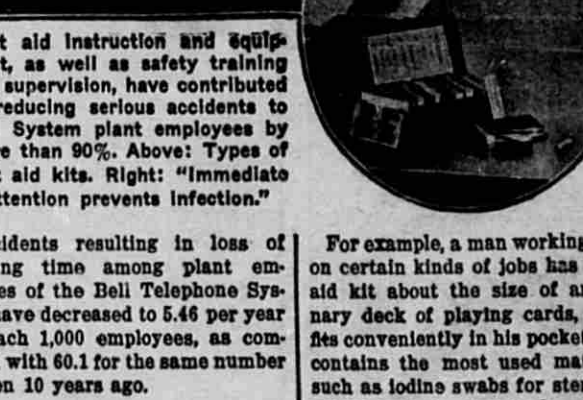 t aid instruction and equip-
t, as well as safety training
supervision, have contributed
reducing serious accidents to
System plant employees by
e than 90%. Above: Types of
aid kits. Right: "Immediate
ttention prevents infection."
cidents resulting in loss of
ing time among plant em-
es of the Bell Telephone Sys-
ave decreased to 5.46 per year
ach 1,000 employees, as com-
with 60.1 for the same number
en 10 years ago.
For example, a man working
on certain kinds of jobs has
aid kit about the size of an
nary deck of playing cards,
fits conveniently in his pocket
contains the most used ma
such as iodine swabs for ster